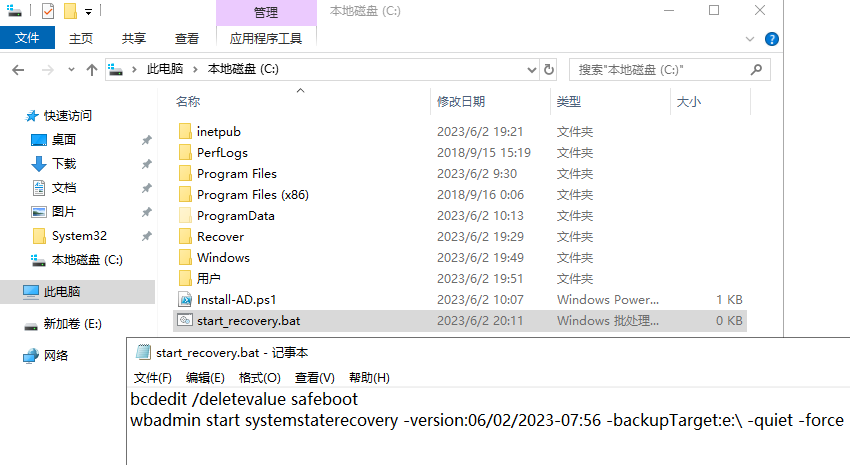 管理
本地磁盘 (C:)
文件
主页
共享
查看
应用程序工具
此电脑
本地磁盘 (C:)
搜索"本地磁盘 (C:)"
名称
修改日期
类型
大小
快速访问
桌面
下载
文档
图片
System32
本地磁盘 (C:)
此电脑
新加卷 (E:)
网络
inetpub 2023/6/2 19:21 文件夹
PerfLogs 2018/9/15 15:19 文件夹
Program Files 2023/6/2 9:30 文件夹
Program Files (x86) 2018/9/16 0:06 文件夹
ProgramData 2023/6/2 10:13 文件夹
Recover 2023/6/2 19:29 文件夹
Windows 2023/6/2 19:49 文件夹
用户 2023/6/2 19:51 文件夹
Install-AD.ps1 2023/6/2 10:07 Windows Power... 1 KB
start_recovery.bat 2023/6/2 20:11 Windows 批处理... 0 KB
start_recovery.bat - 记事本
文件(F) 编辑(E) 格式(O) 查看(V) 帮助(H)
bcdedit /deletevalue safeboot
wbadmin start systemstaterecovery -version:06/02/2023-07:56 -backupTarget:e:\ -quiet -force